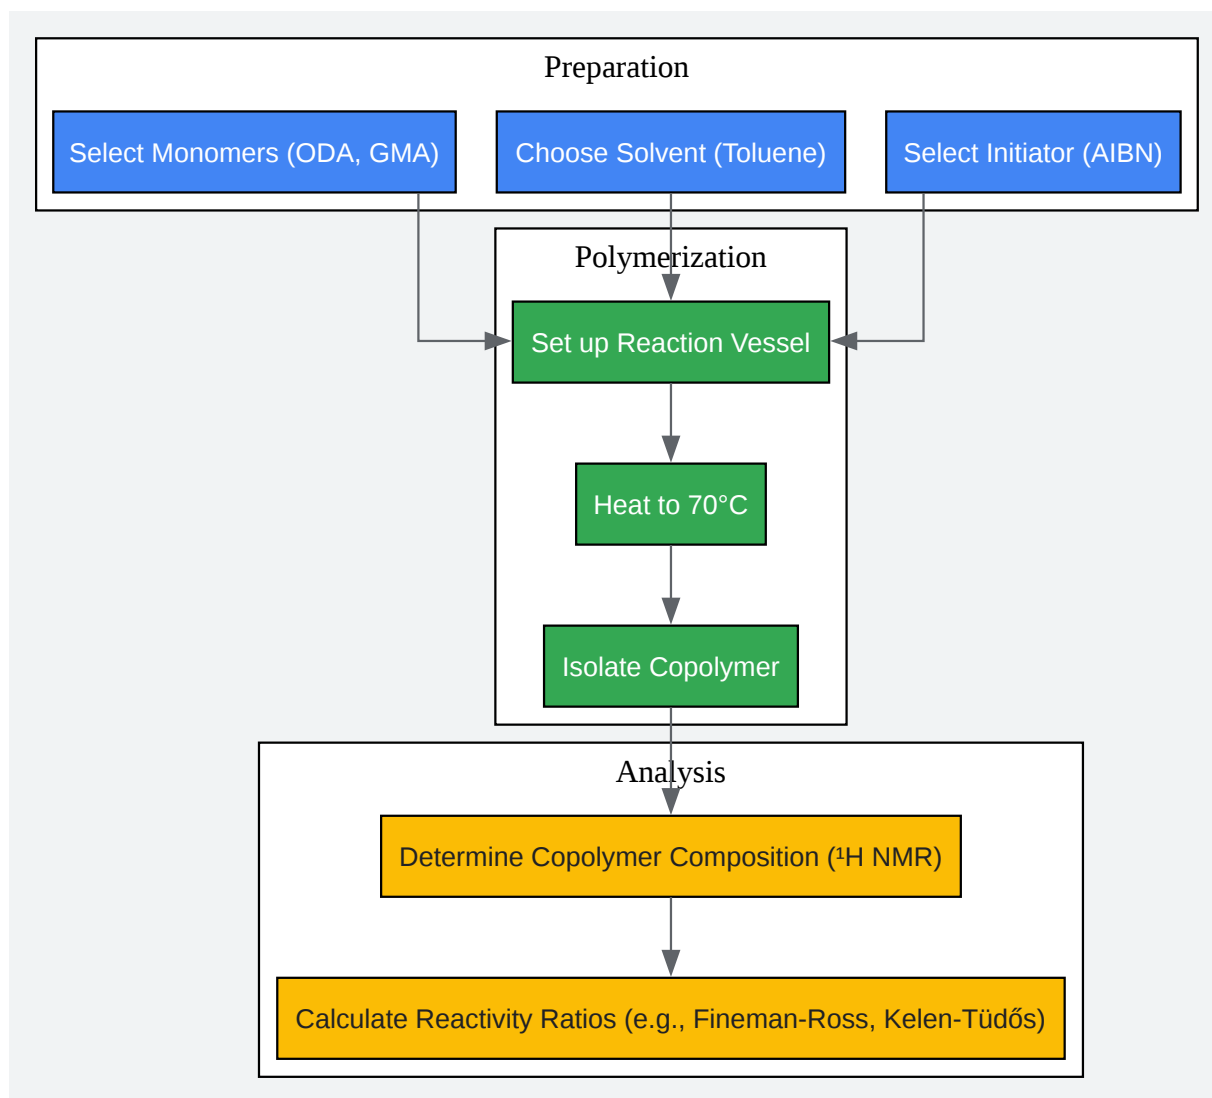 Preparation
Select Monomers (ODA, GMA)
Choose Solvent (Toluene)
Select Initiator (AIBN)
Polymerization
Set up Reaction Vessel
Heat to 70°C
Isolate Copolymer
Analysis
Determine Copolymer Composition (¹H NMR)
Calculate Reactivity Ratios (e.g., Fineman-Ross, Kelen-Tüdős)